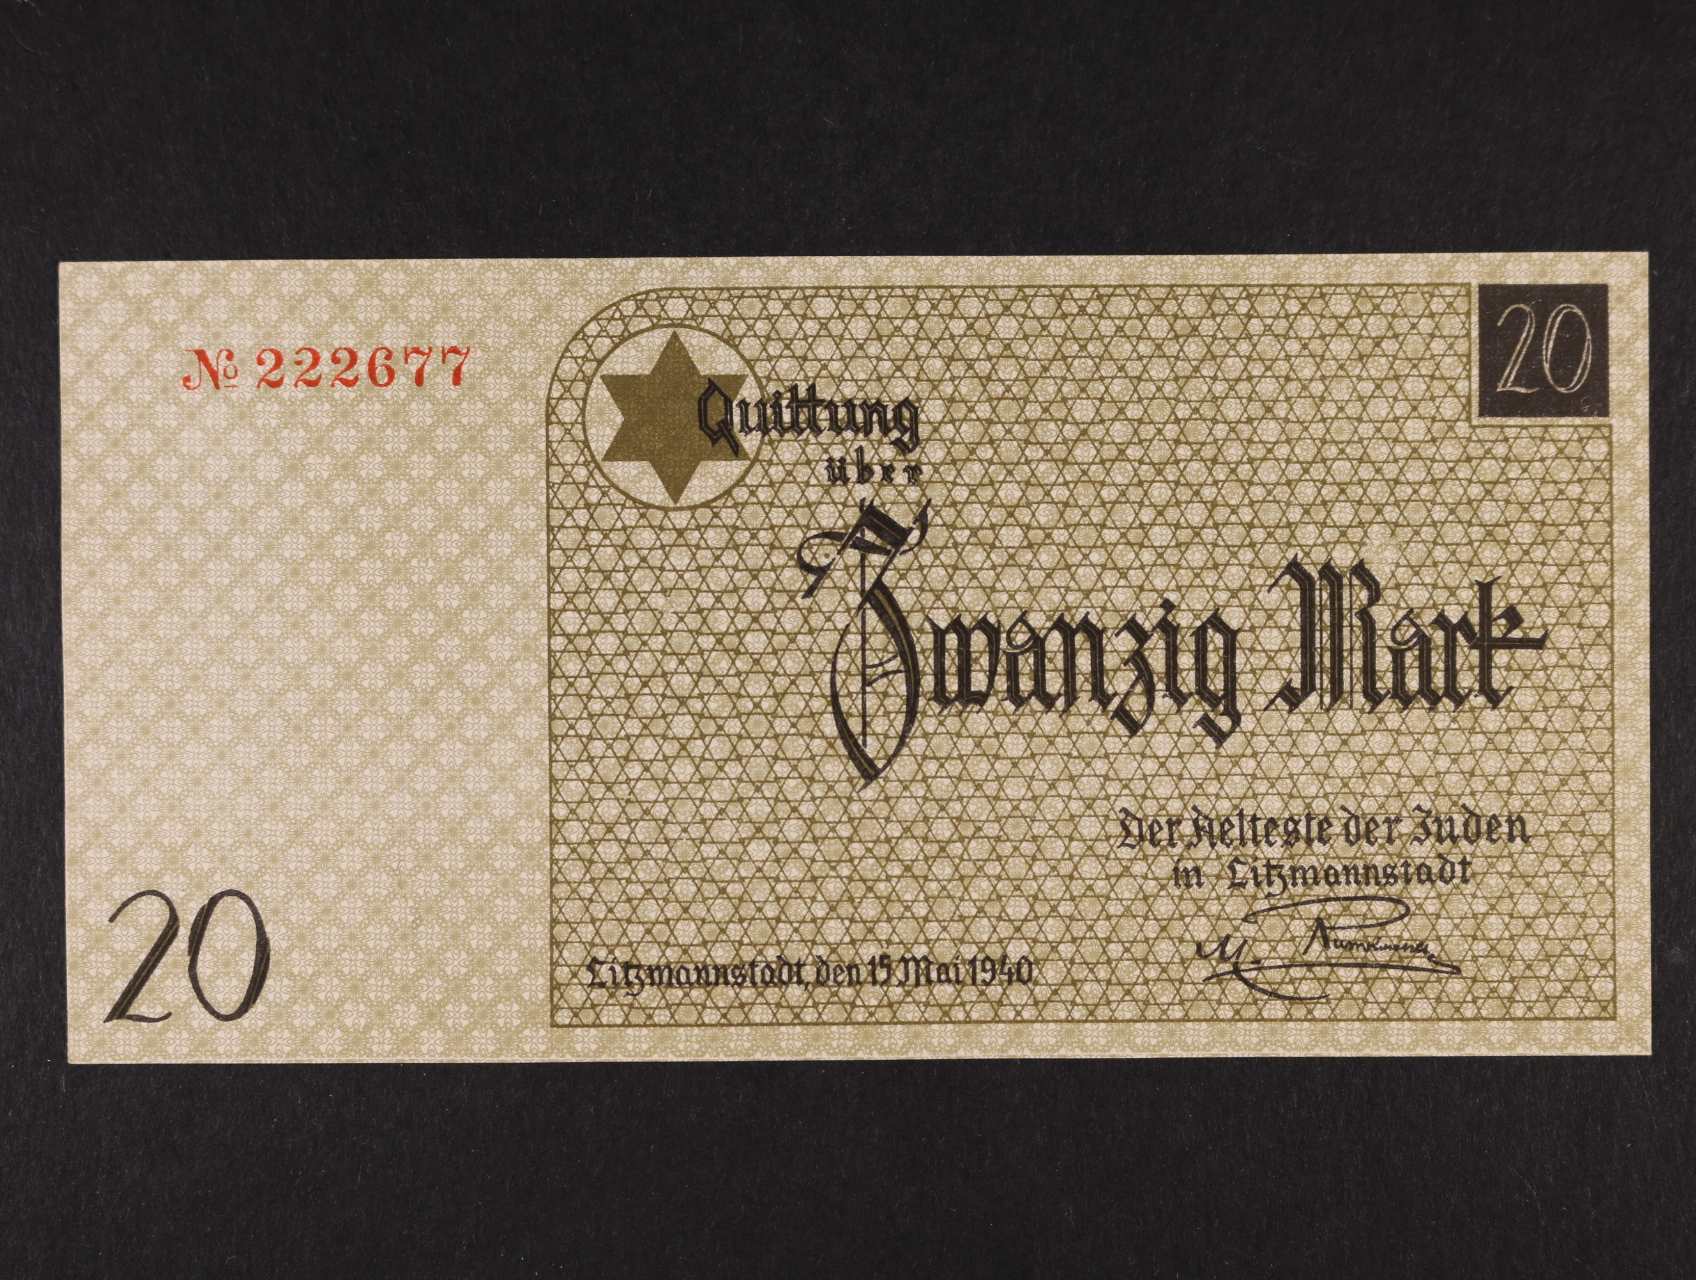 № 222677
20
Quittung
über
Zwanzig Mark
Der Aelteste der Juden
in Litzmannstadt
M. Rumkowski
Litzmannstadt, den 15 Mai 1940
20